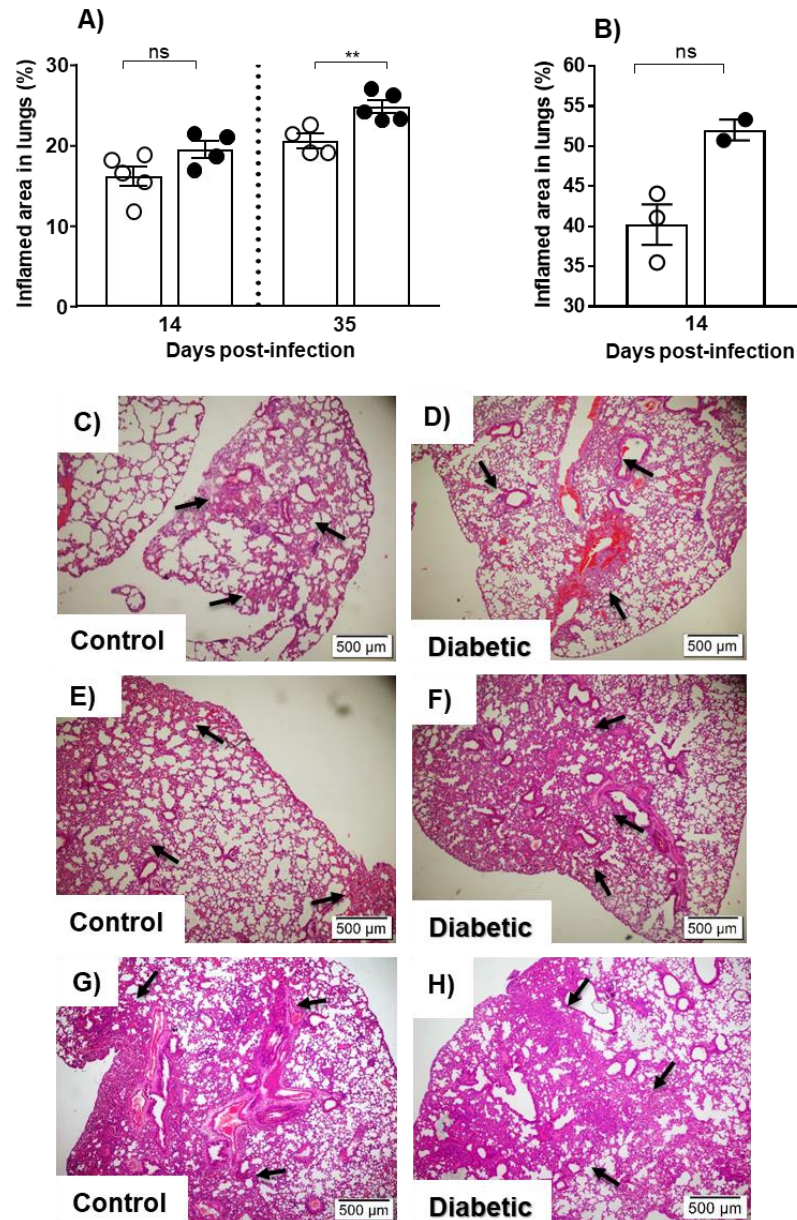 A)
Inflamed area in lungs (%)
30
20
10
0
ns
**
14
35
Days post-infection
B)
Inflamed area in lungs (%)
60
55
50
45
40
35
30
ns
14
Days post-infection
C)
Control
500 µm
D)
Diabetic
500 µm
E)
Control
500 µm
F)
Diabetic
500 µm
G)
Control
500 µm
H)
Diabetic
500 µm